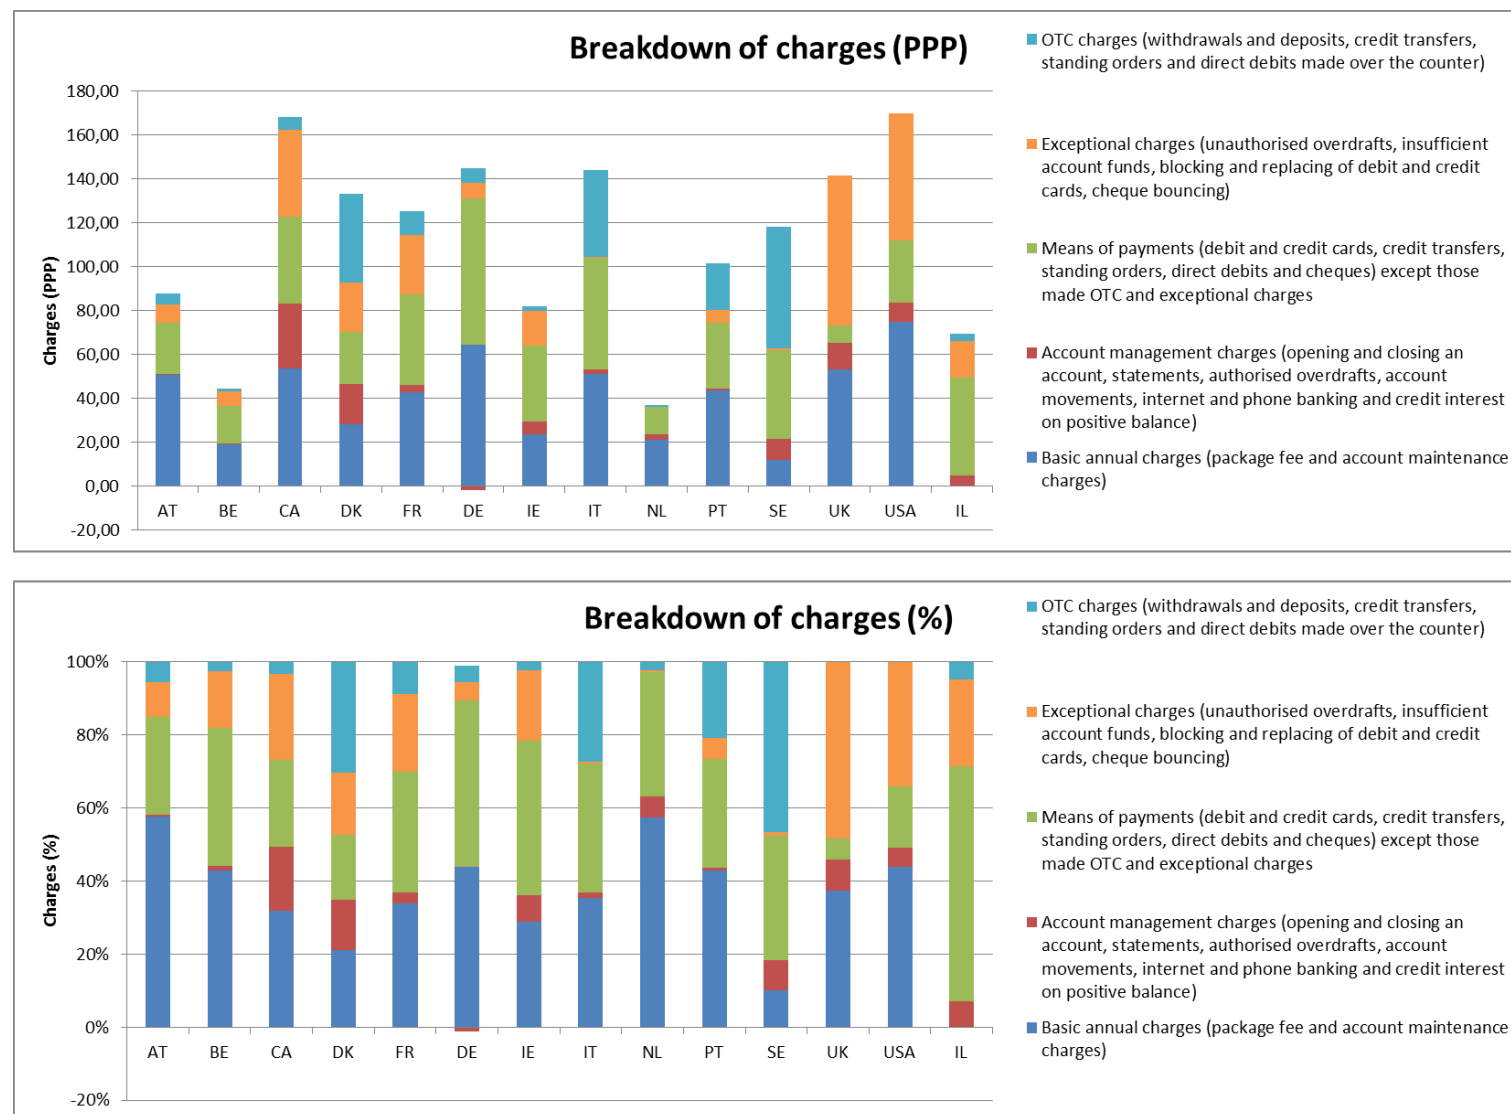 Breakdown of charges (PPP)
180,00
160,00
140,00
120,00
100,00
80,00
60,00
40,00
20,00
0,00
-20,00
Charges (PPP)
AT BE CA DK FR DE IE IT NL PT SE UK USA IL
OTC charges (withdrawals and deposits, credit transfers,
standing orders and direct debits made over the counter)
Exceptional charges (unauthorised overdrafts, insufficient
account funds, blocking and replacing of debit and credit
cards, cheque bouncing)
Means of payments (debit and credit cards, credit transfers,
standing orders, direct debits and cheques) except those
made OTC and exceptional charges
Account management charges (opening and closing an
account, statements, authorised overdrafts, account
movements, internet and phone banking and credit interest
on positive balance)
Basic annual charges (package fee and account maintenance
charges)
Breakdown of charges (%)
100%
80%
60%
40%
20%
0%
-20%
Charges (%)
AT BE CA DK FR DE IE IT NL PT SE UK USA IL
OTC charges (withdrawals and deposits, credit transfers,
standing orders and direct debits made over the counter)
Exceptional charges (unauthorised overdrafts, insufficient
account funds, blocking and replacing of debit and credit
cards, cheque bouncing)
Means of payments (debit and credit cards, credit transfers,
standing orders, direct debits and cheques) except those
made OTC and exceptional charges
Account management charges (opening and closing an
account, statements, authorised overdrafts, account
movements, internet and phone banking and credit interest
on positive balance)
Basic annual charges (package fee and account maintenance
charges)